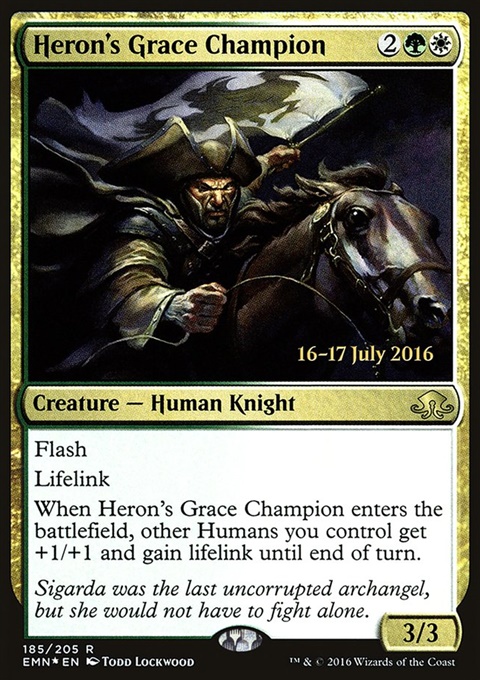 Heron's Grace Champion 2
16–17 July 2016
Creature — Human Knight
Flash
Lifelink
When Heron's Grace Champion enters the
battlefield, other Humans you control get
+1/+1 and gain lifelink until end of turn.
Sigarda was the last uncorrupted archangel,
but she would not have to fight alone.
3/3
185/205 R
EMN★EN Todd Lockwood
™ & © 2016 Wizards of the Coast